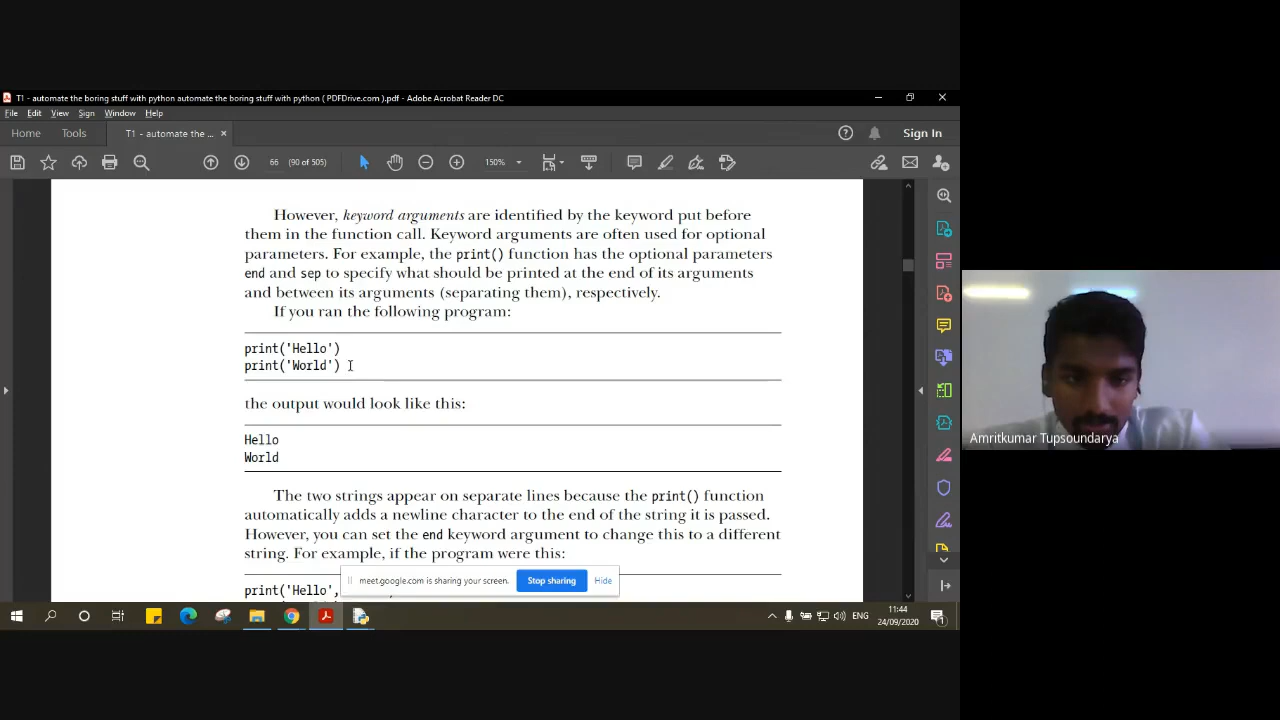 T1 - automate the boring stuff with python automate the boring stuff with python ( PDFDrive.com ).pdf - Adobe Acrobat Reader DC
File Edit View Sign Window Help
Home Tools T1 - automate the ... × Sign In
66 (90 of 505) 150%
However, keyword arguments are identified by the keyword put before
them in the function call. Keyword arguments are often used for optional
parameters. For example, the print() function has the optional parameters
end and sep to specify what should be printed at the end of its arguments
and between its arguments (separating them), respectively.
If you ran the following program:
print('Hello')
print('World')
the output would look like this:
Hello
World
The two strings appear on separate lines because the print() function
automatically adds a newline character to the end of the string it is passed.
However, you can set the end keyword argument to change this to a different
string. For example, if the program were this:
print('Hello',
meet.google.com is sharing your screen. Stop sharing Hide
ENG 11:44
24/09/2020
Amritkumar Tupsoundarya